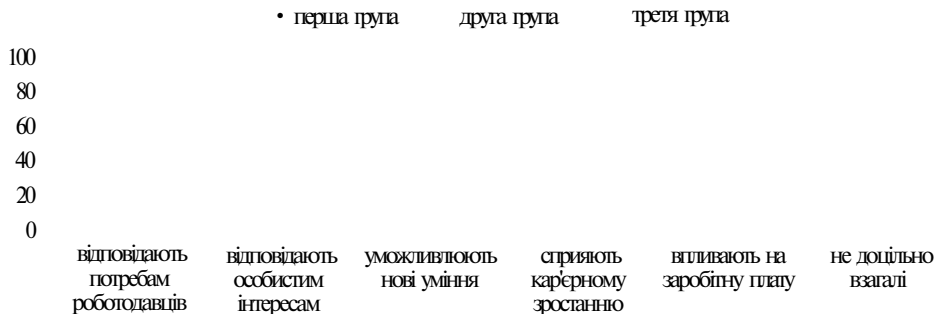 • перша група друга група третя група
100
80
60
40
20
0
відповідають потребам роботодавців
відповідають особистим інтересам
уможливлюють нові уміння
сприяють кар'єрному зростанню
впливають на заробітну плату
не доцільно взагалі